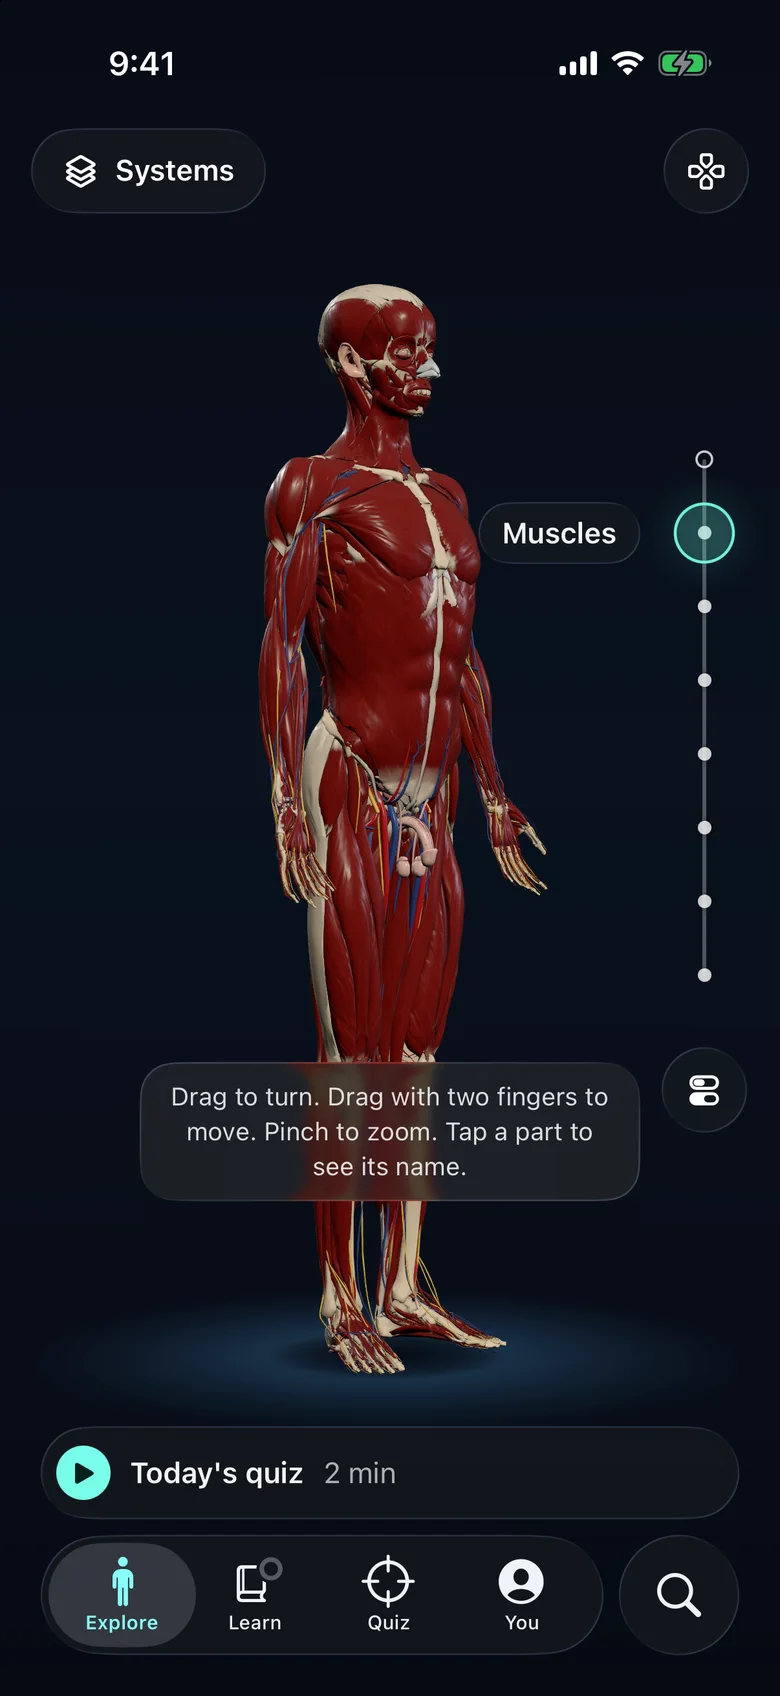 9:41
Systems
Muscles
Drag to turn. Drag with two fingers to
move. Pinch to zoom. Tap a part to
see its name.
Today's quiz 2 min
Explore
Learn
Quiz
You